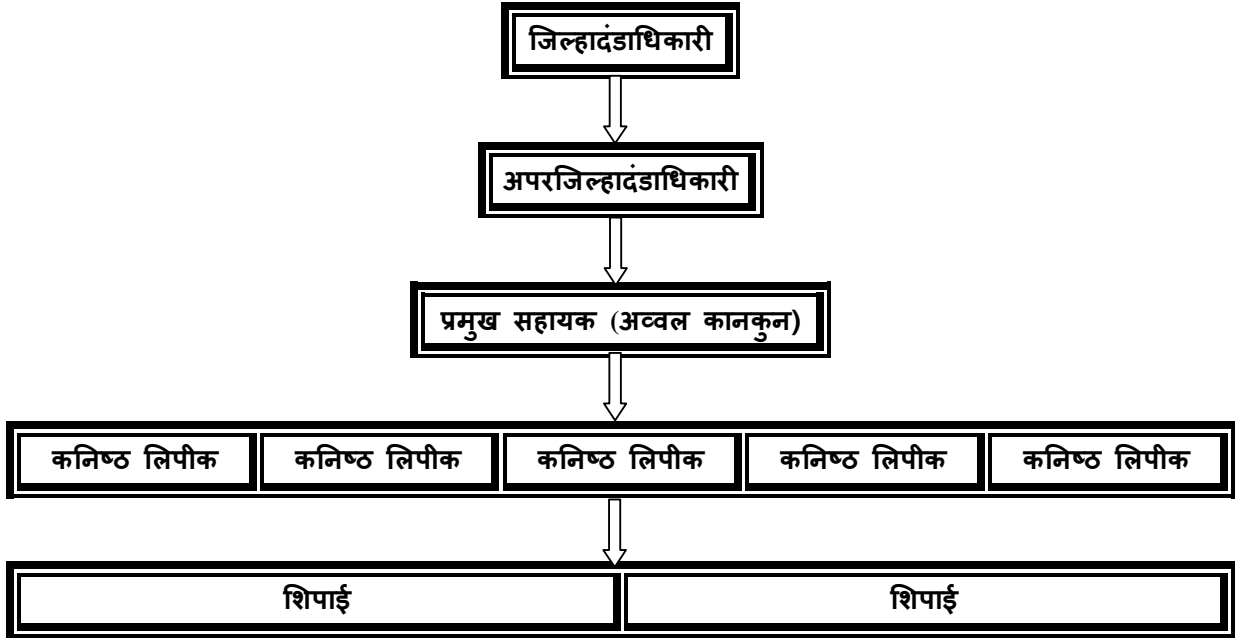 जिल्हादंडाधिकारी
अपरजिल्हादंडाधिकारी
प्रमुख सहायक (अव्वल कानकुन)
कनिष्ठ लिपीक कनिष्ठ लिपीक कनिष्ठ लिपीक कनिष्ठ लिपीक कनिष्ठ लिपीक
शिपाई शिपाई